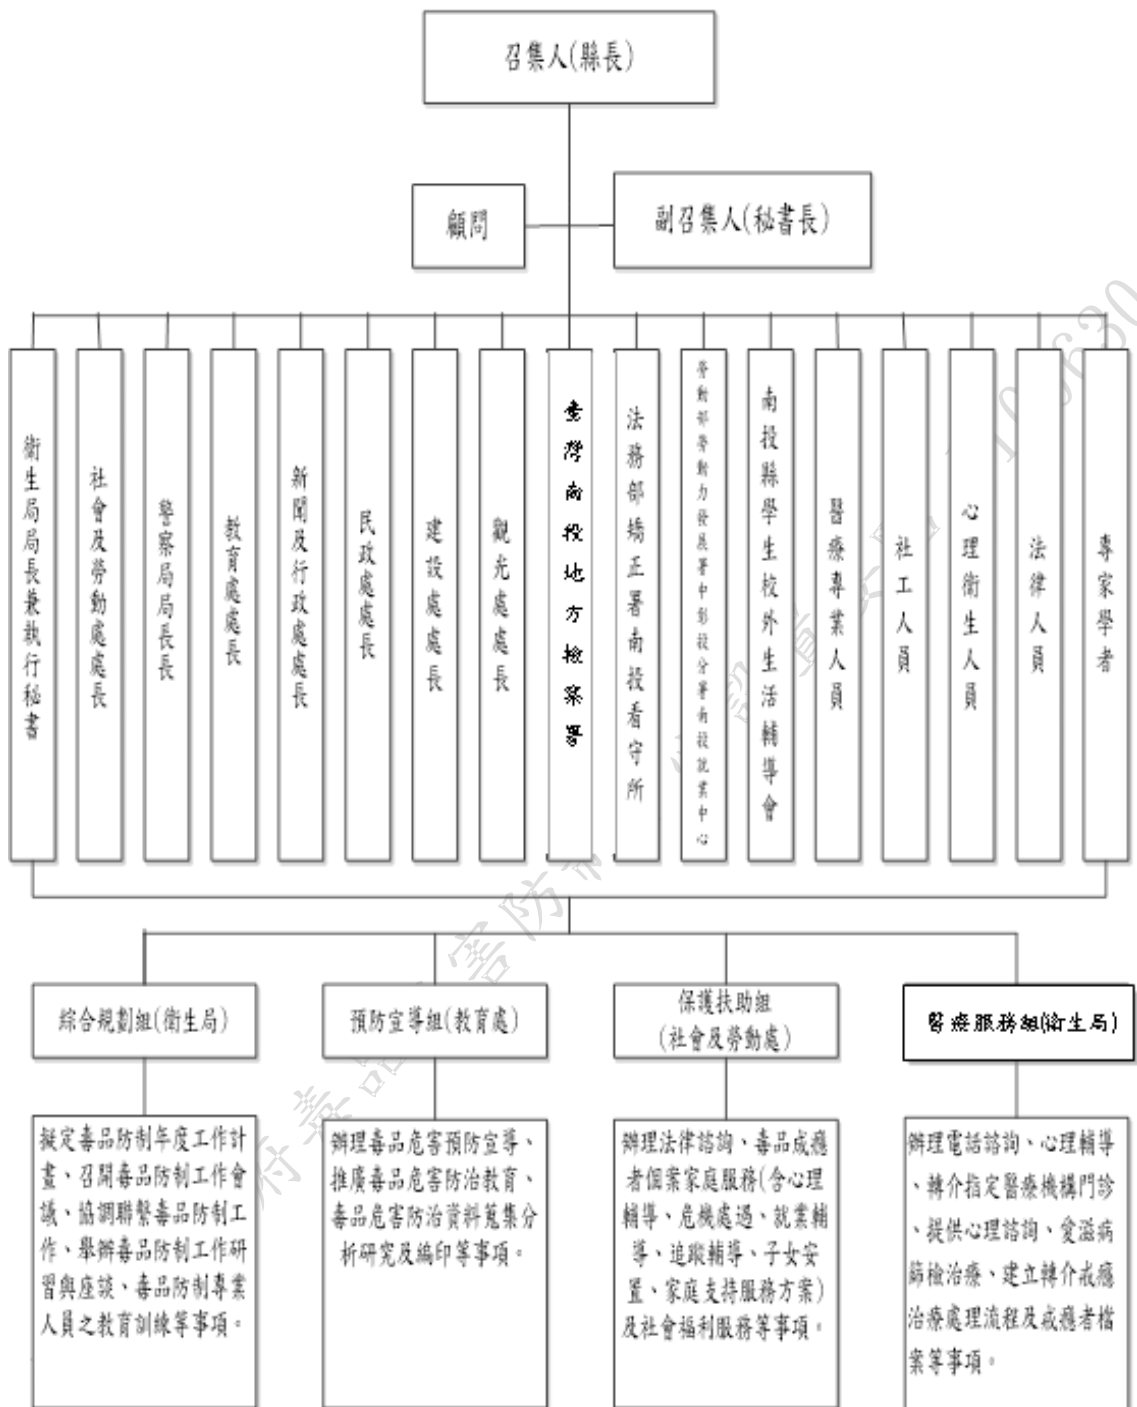 召集人(縣長)
顧問
副召集人(秘書長)
衛生局局長兼執行秘書
社會及勞動處處長
警察局局長長
教育處處長
新聞及行政處處長
民政處處長
建設處處長
觀光處處長
臺灣南投地方檢察署
法務部矯正署南投看守所
勞動部勞動力發展署中彰投分署南投就業中心
南投縣學生校外生活輔導會
醫療專業人員
社工人員
心理衛生人員
法律人員
專家學者
綜合規劃組(衛生局)
預防宣導組(教育處)
保護扶助組
(社會及勞動處)
醫療服務組(衛生局)
擬定毒品防制年度工作計
畫、召開毒品防制工作會
議、協調聯繫毒品防制工
作、舉辦毒品防制工作研
習與座談、毒品防制專業
人員之教育訓練等事項。
辦理毒品危害預防宣導、
推廣毒品危害防治教育、
毒品危害防治資料蒐集分
析研究及編印等事項。
辦理法律諮詢、毒品成癮
者個案家庭服務(含心理
輔導、危機處遇、就業輔
導、追蹤輔導、子女安
置、家庭支持服務方案)
及社會福利服務等事項。
辦理電話諮詢、心理輔導
、轉介指定醫療機構門診
、提供心理諮詢、愛滋病
篩檢治療、建立轉介戒癮
治療處理流程及戒癮者檔
案等事項。